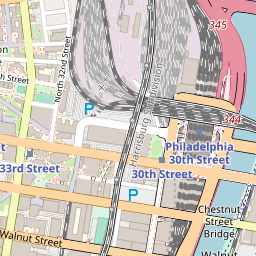 345
North 32nd Street
Street
P
344
Harrisburg Division
Philadelphia
30th Street
33rd Street
30th Street
P
Chestnut
Street
Bridge
Walnut Street
Walnut